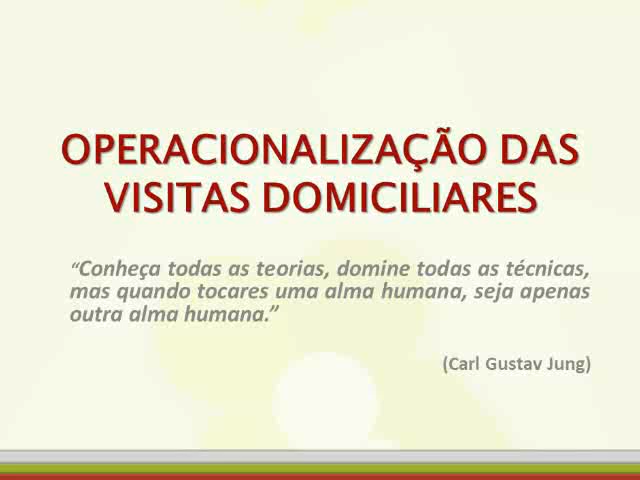 OPERACIONALIZAÇÃO DAS
VISITAS DOMICILIARES
“Conheça todas as teorias, domine todas as técnicas,
mas quando tocares uma alma humana, seja apenas
outra alma humana.”
(Carl Gustav Jung)